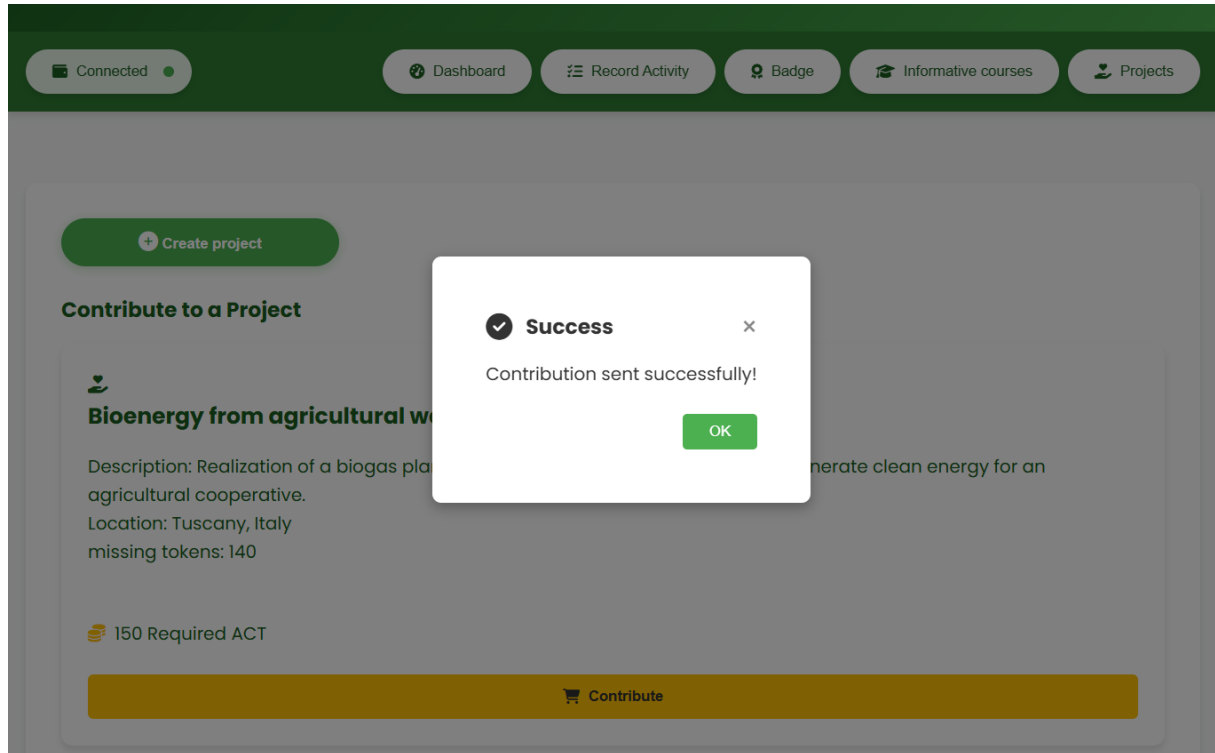 Connected
Dashboard
Record Activity
Badge
Informative courses
Projects
Create project
Contribute to a Project
Success
×
Contribution sent successfully!
OK
Bioenergy from agricultural
Description: Realization of a biogas
nerate clean energy for an
agricultural cooperative.
Location: Tuscany, Italy
missing tokens: 140
150 Required ACT
Contribute